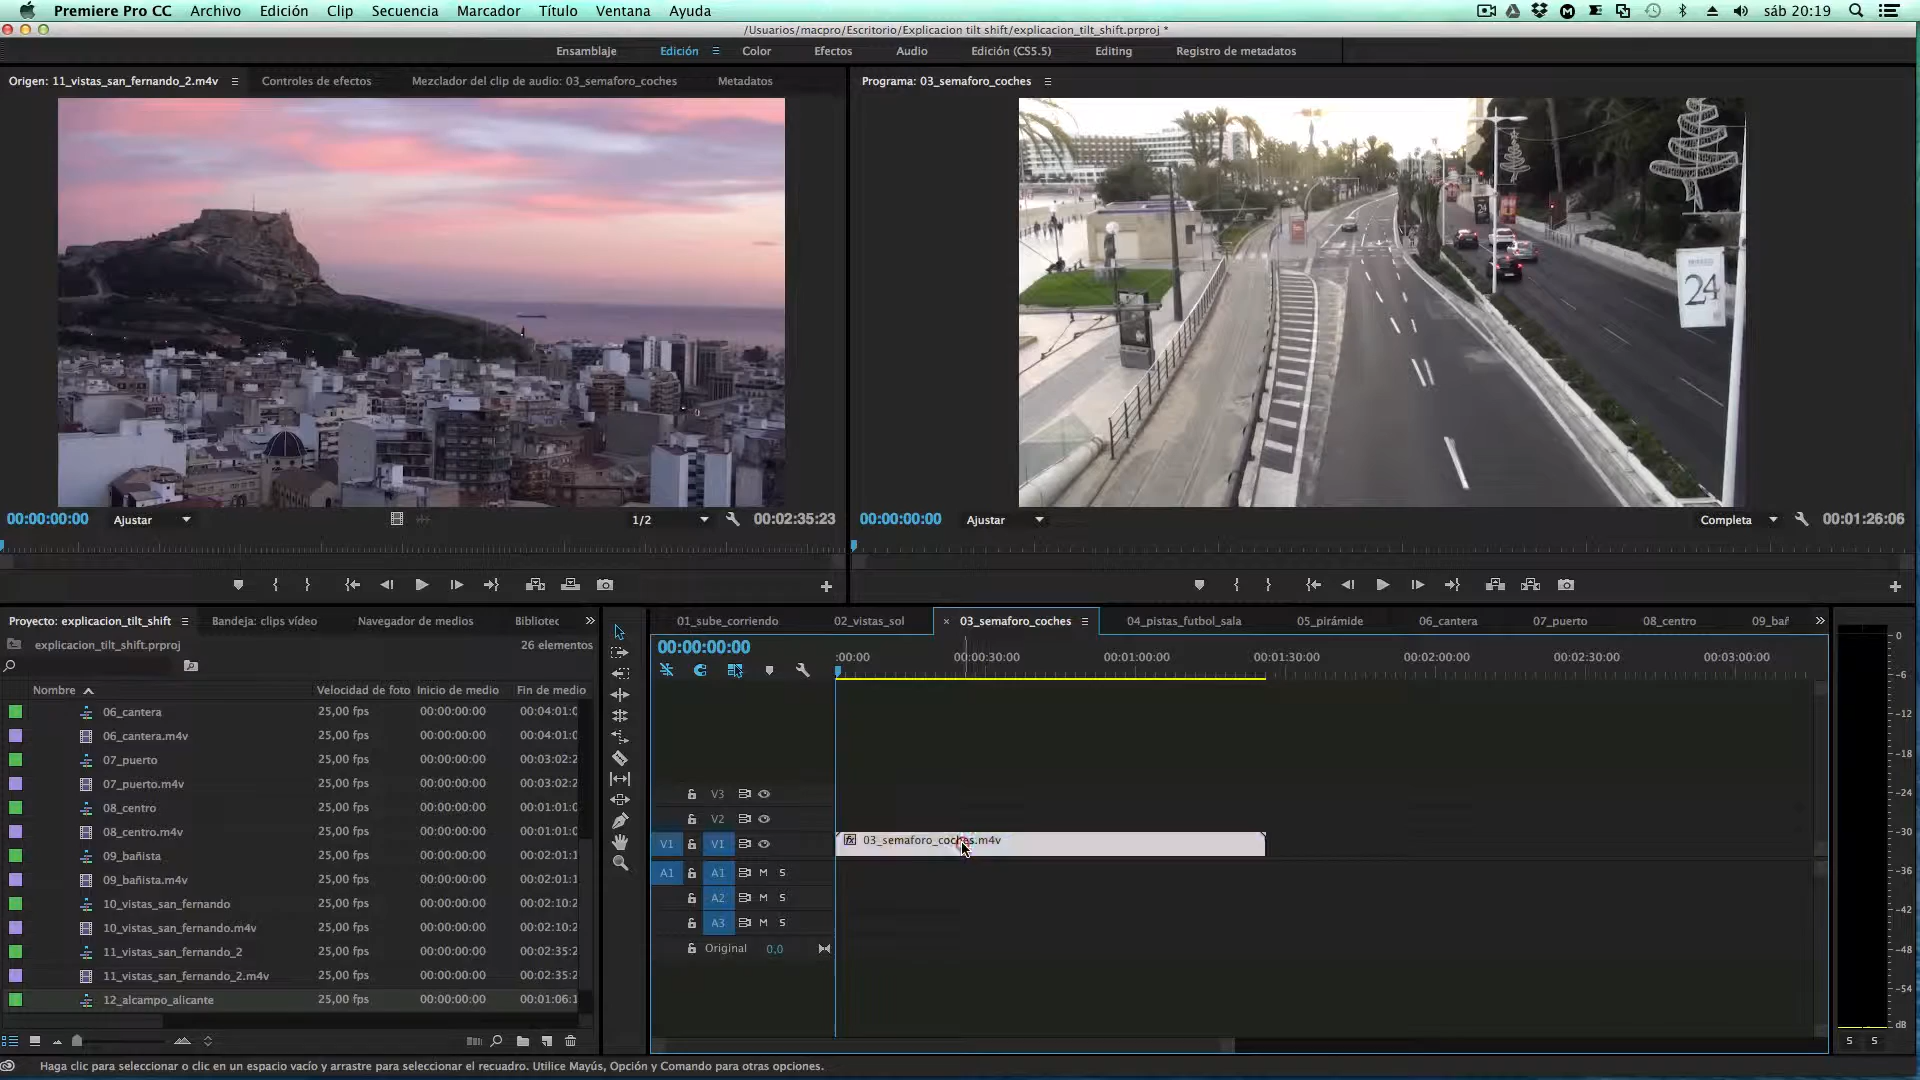 Premiere Pro CC Archivo Edición Clip Secuencia Marcador Título Ventana Ayuda sáb 20:19
/Usuarios/macpro/Escritorio/Explicacion tilt shift/explicacion_tilt_shift.prproj *
Ensamblaje Edición Color Efectos Audio Edición (CS5.5) Editing Registro de metadatos
Origen: 11_vistas_san_fernando_2.m4v Controles de efectos Mezclador del clip de audio: 03_semaforo_coches Metadatos
Programa: 03_semaforo_coches
24
24
00:00:00:00 Ajustar 1/2 00:02:35:23
00:00:00:00 Ajustar Completa 00:01:26:06
Proyecto: explicacion_tilt_shift Bandeja: clips vídeo Navegador de medios Bibliotec
explicacion_tilt_shift.prproj 26 elementos
Nombre Velocidad de foto Inicio de medio Fin de medio
06_cantera 25,00 fps 00:00:00:00 00:04:01:0
06_cantera.m4v 25,00 fps 00:00:00:00 00:04:01:0
07_puerto 25,00 fps 00:00:00:00 00:03:02:2
07_puerto.m4v 25,00 fps 00:00:00:00 00:03:02:2
08_centro 25,00 fps 00:00:00:00 00:01:01:0
08_centro.m4v 25,00 fps 00:00:00:00 00:01:01:0
09_bañista 25,00 fps 00:00:00:00 00:02:01:1
09_bañista.m4v 25,00 fps 00:00:00:00 00:02:01:1
10_vistas_san_fernando 25,00 fps 00:00:00:00 00:02:10:2
10_vistas_san_fernando.m4v 25,00 fps 00:00:00:00 00:02:10:2
11_vistas_san_fernando_2 25,00 fps 00:00:00:00 00:02:35:2
11_vistas_san_fernando_2.m4v 25,00 fps 00:00:00:00 00:02:35:2
12_alcampo_alicante 25,00 fps 00:00:00:00 00:01:06:1
01_sube_corriendo 02_vistas_sol × 03_semaforo_coches 04_pistas_futbol_sala 05_pirámide 06_cantera 07_puerto 08_centro 09_bañ
00:00:00:00
:00:00 00:00:30:00 00:01:00:00 00:01:30:00 00:02:00:00 00:02:30:00 00:03:00:00
V3
V2
V1 V1 fx 03_semaforo_coches.m4v
A1 A1 M S
A2 M S
A3 M S
Original 0,0
0
-6
-12
-18
-24
-30
-36
-42
-48
-54
dB
S S
Haga clic para seleccionar o clic en un espacio vacío y arrastre para seleccionar el recuadro. Utilice Mayús, Opción y Comando para otras opciones.